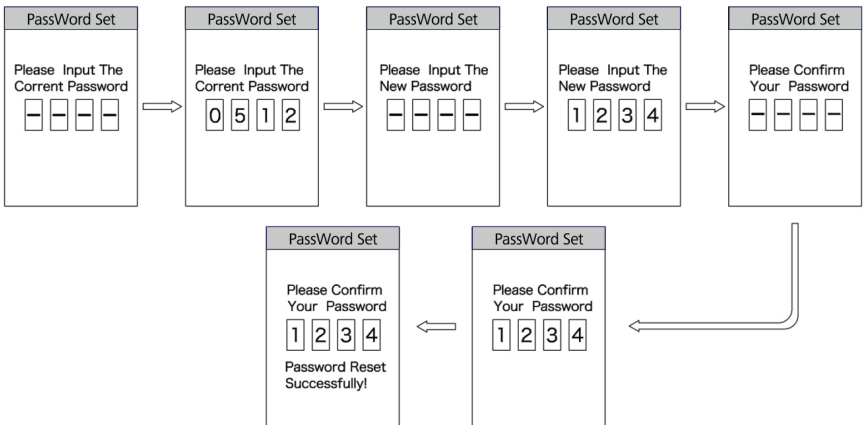 PassWord Set
Please Input The
Corrent Password
– – – –
PassWord Set
Please Input The
Corrent Password
0 5 1 2
PassWord Set
Please Input The
New Password
– – – –
PassWord Set
Please Input The
New Password
1 2 3 4
PassWord Set
Please Confirm
Your Password
– – – –
PassWord Set
Please Confirm
Your Password
1 2 3 4
PassWord Set
Please Confirm
Your Password
1 2 3 4
Password Reset
Successfully!